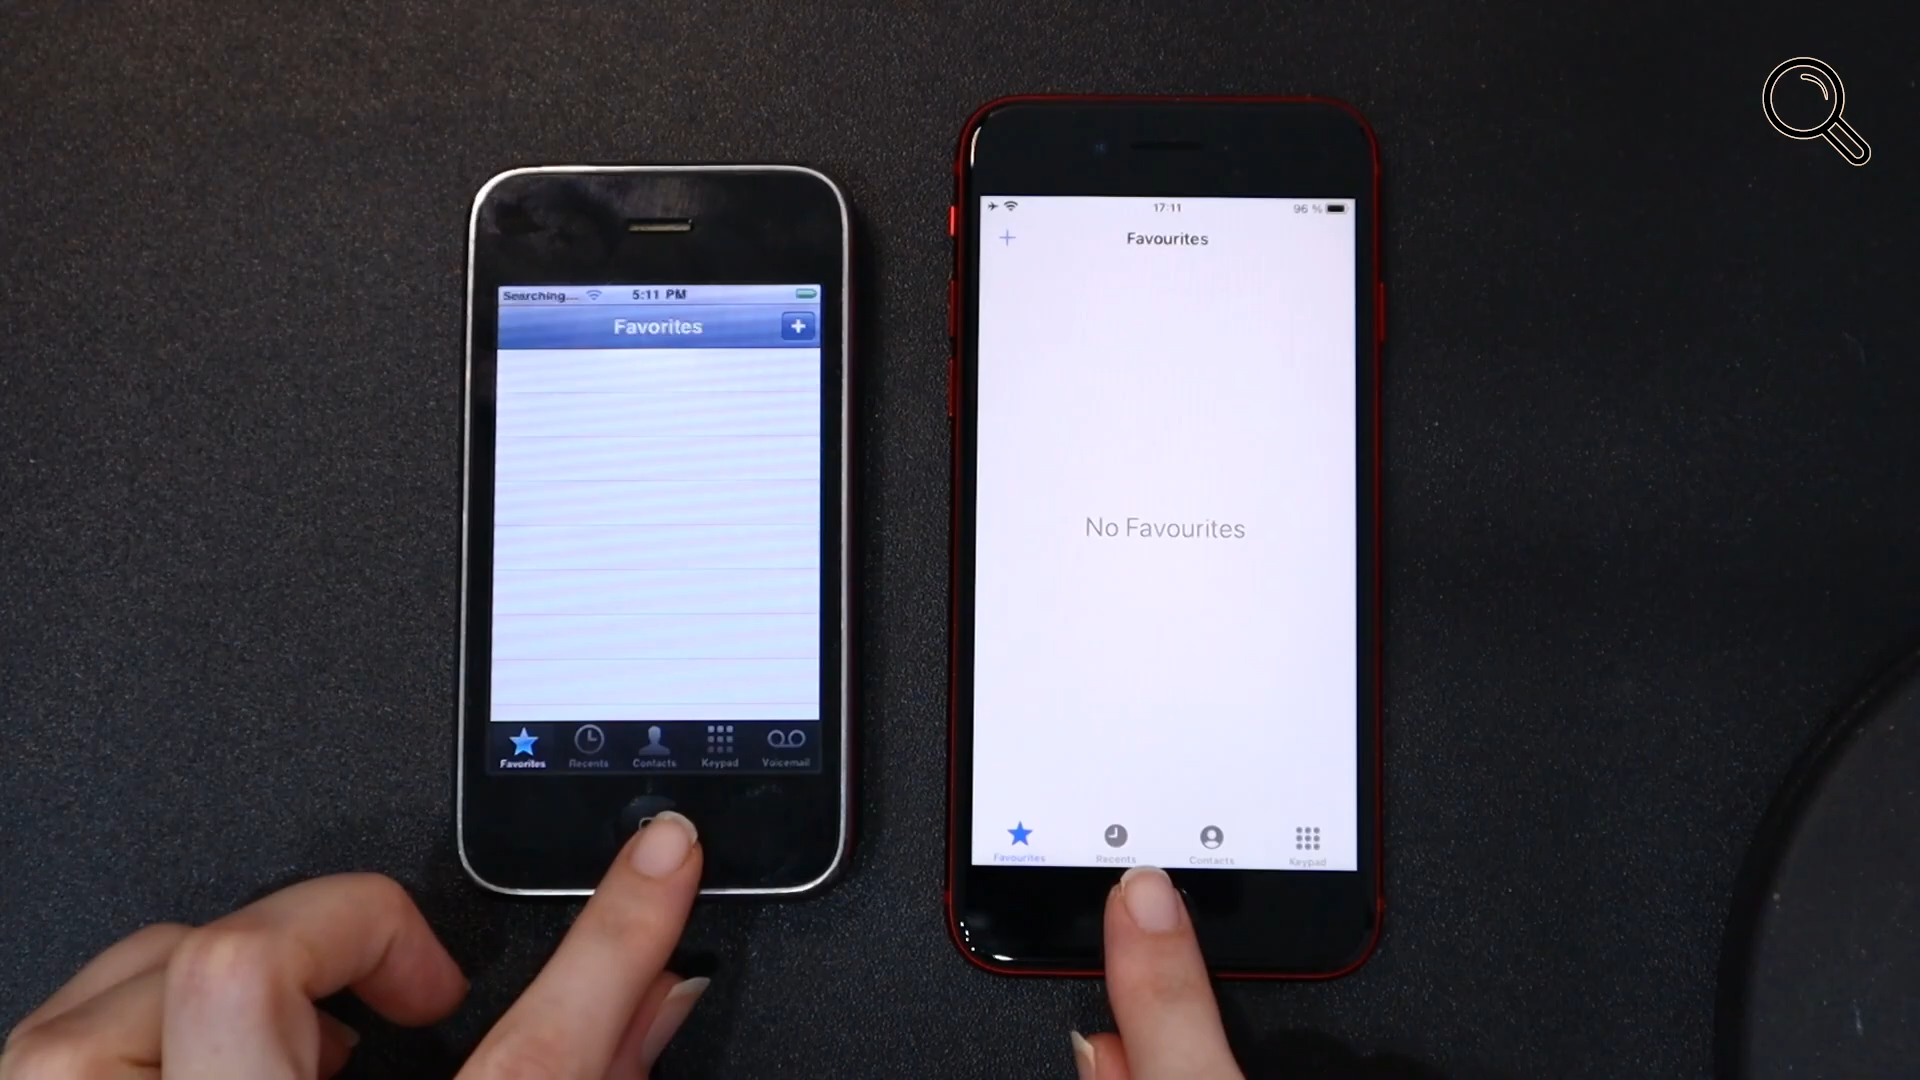 Searching... 5:11 PM
Favorites
Favorites Recents Contacts Keypad Voicemail
17:11 96 %
Favourites
No Favourites
Favourites Recents Contacts Keypad